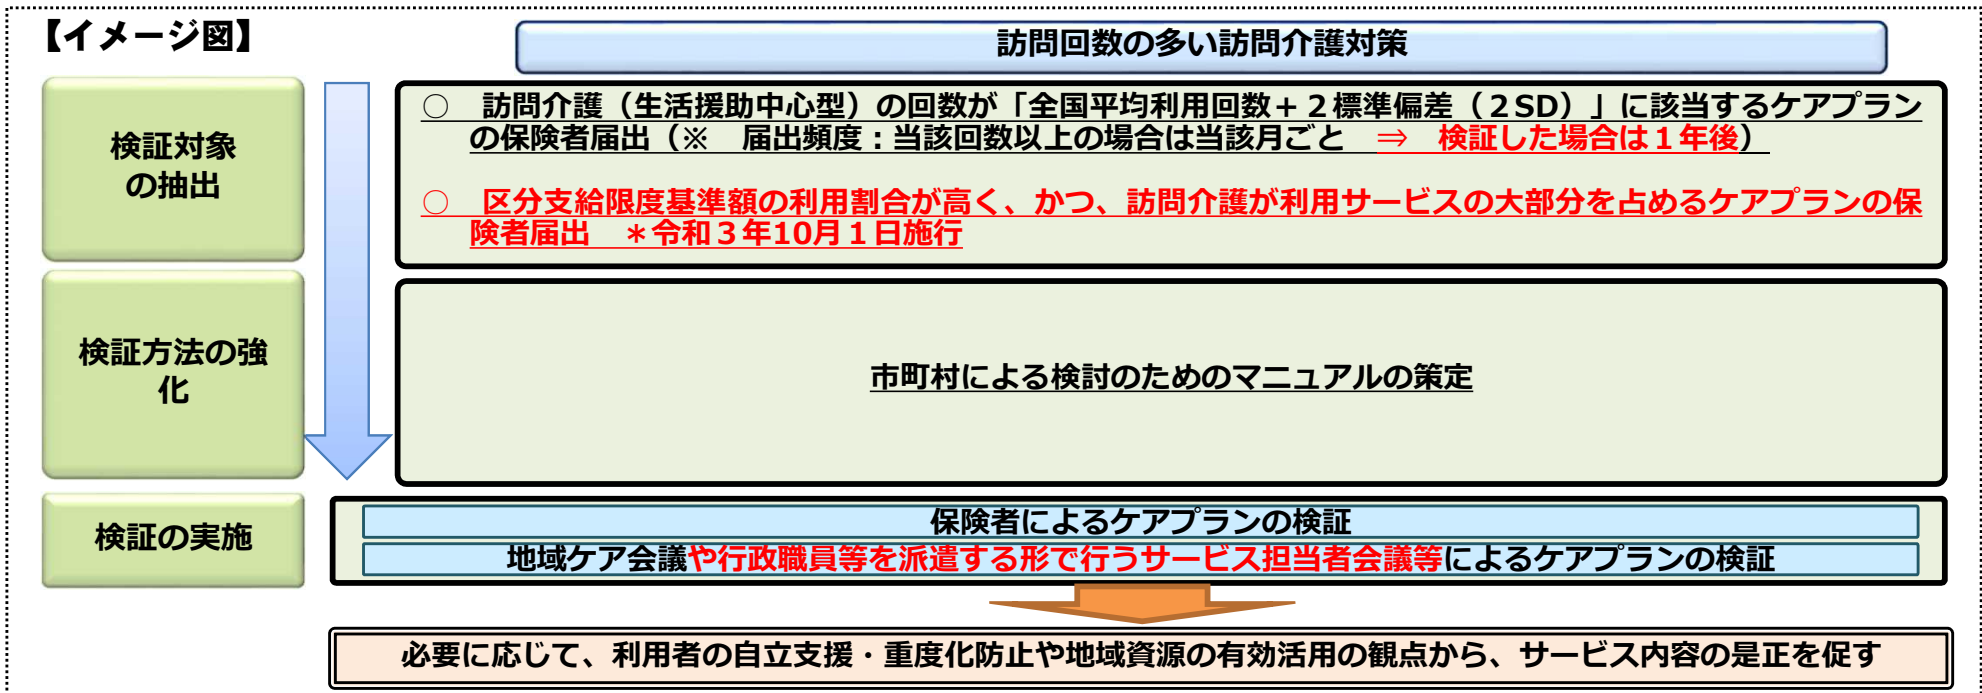 【イメージ図】
訪問回数の多い訪問介護対策
検証対象
の抽出
○ 訪問介護（生活援助中心型）の回数が「全国平均利用回数＋２標準偏差（２SD）」に該当するケアプラン
の保険者届出（※ 届出頻度：当該回数以上の場合は当該月ごと ⇒ 検証した場合は１年後）
○ 区分支給限度基準額の利用割合が高く、かつ、訪問介護が利用サービスの大部分を占めるケアプランの保
険者届出 ＊令和３年10月１日施行
検証方法の強
化
市町村による検討のためのマニュアルの策定
検証の実施
保険者によるケアプランの検証
地域ケア会議や行政職員等を派遣する形で行うサービス担当者会議等によるケアプランの検証
必要に応じて、利用者の自立支援・重度化防止や地域資源の有効活用の観点から、サービス内容の是正を促す